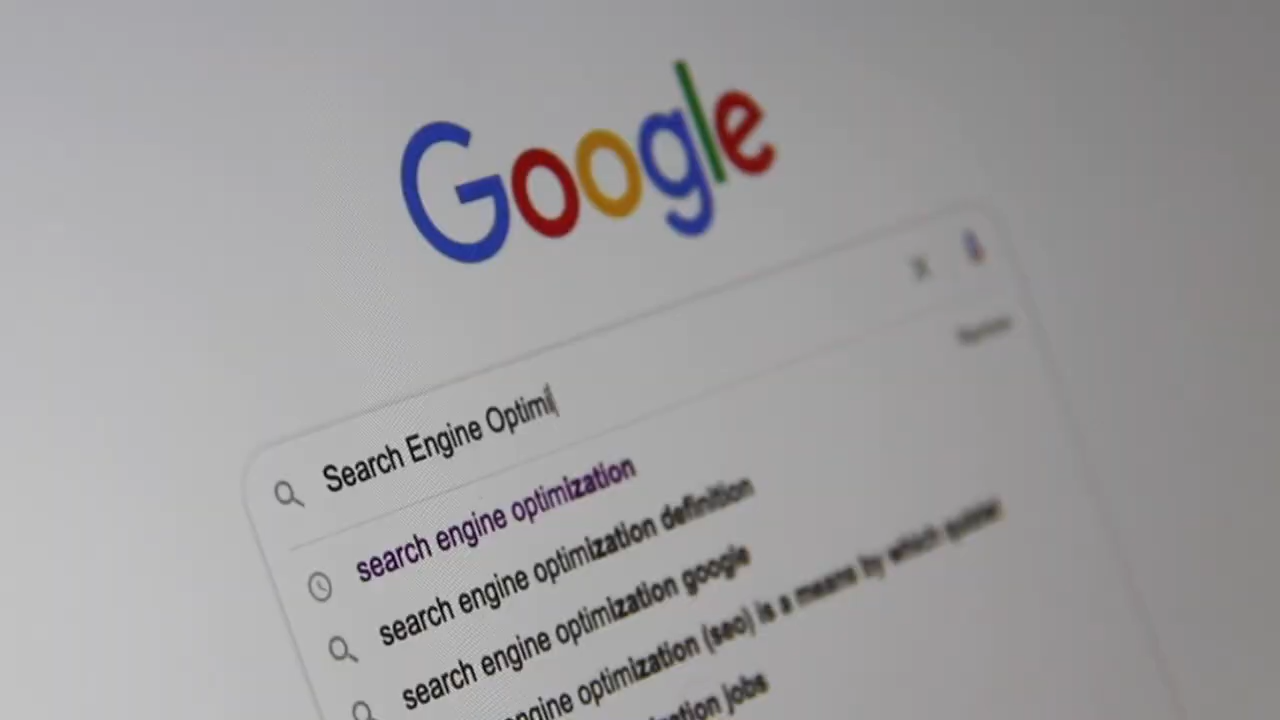 Google
Search Engine Optimi
search engine optimization
search engine optimization definition
search engine optimization google
engine optimization (seo) is a means by which
jobs